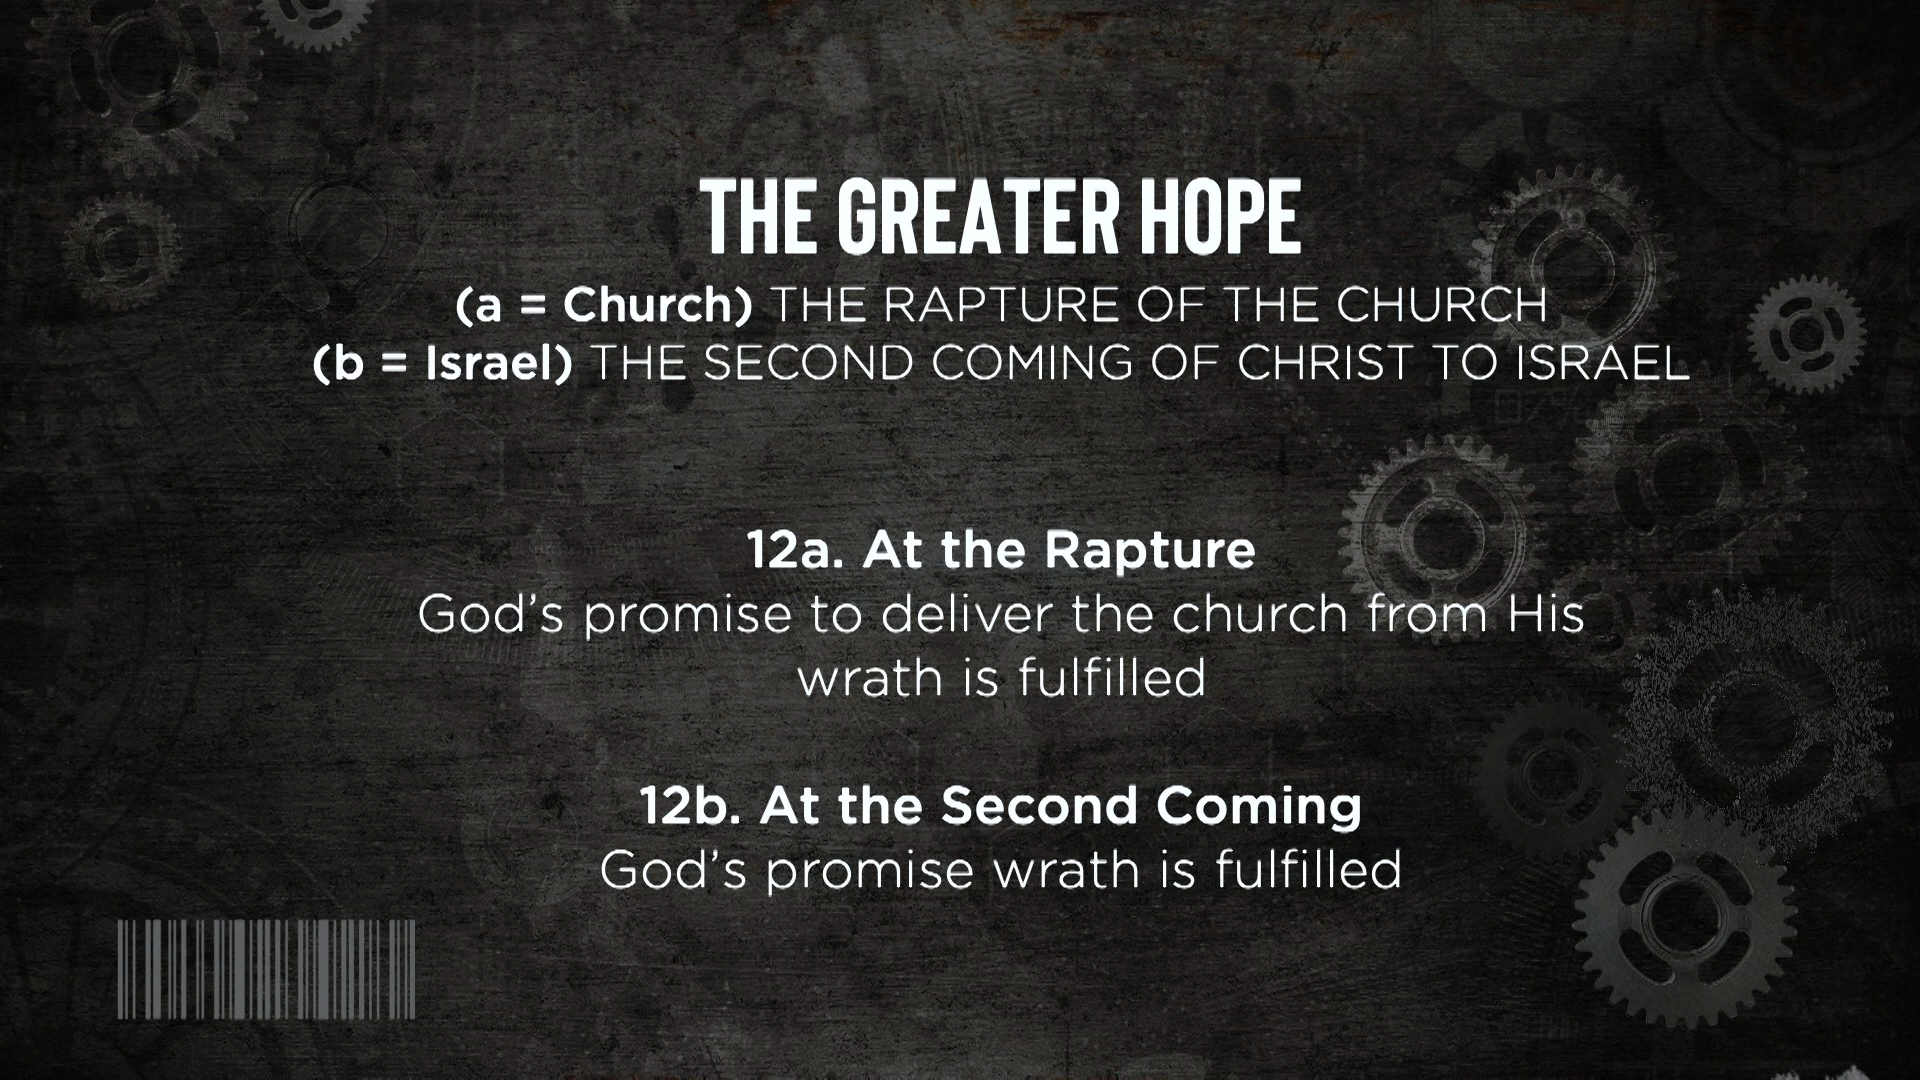 THE GREATER HOPE
(a = Church) THE RAPTURE OF THE CHURCH
(b = Israel) THE SECOND COMING OF CHRIST TO ISRAEL
12a. At the Rapture
God’s promise to deliver the church from His
wrath is fulfilled
12b. At the Second Coming
God’s promise wrath is fulfilled